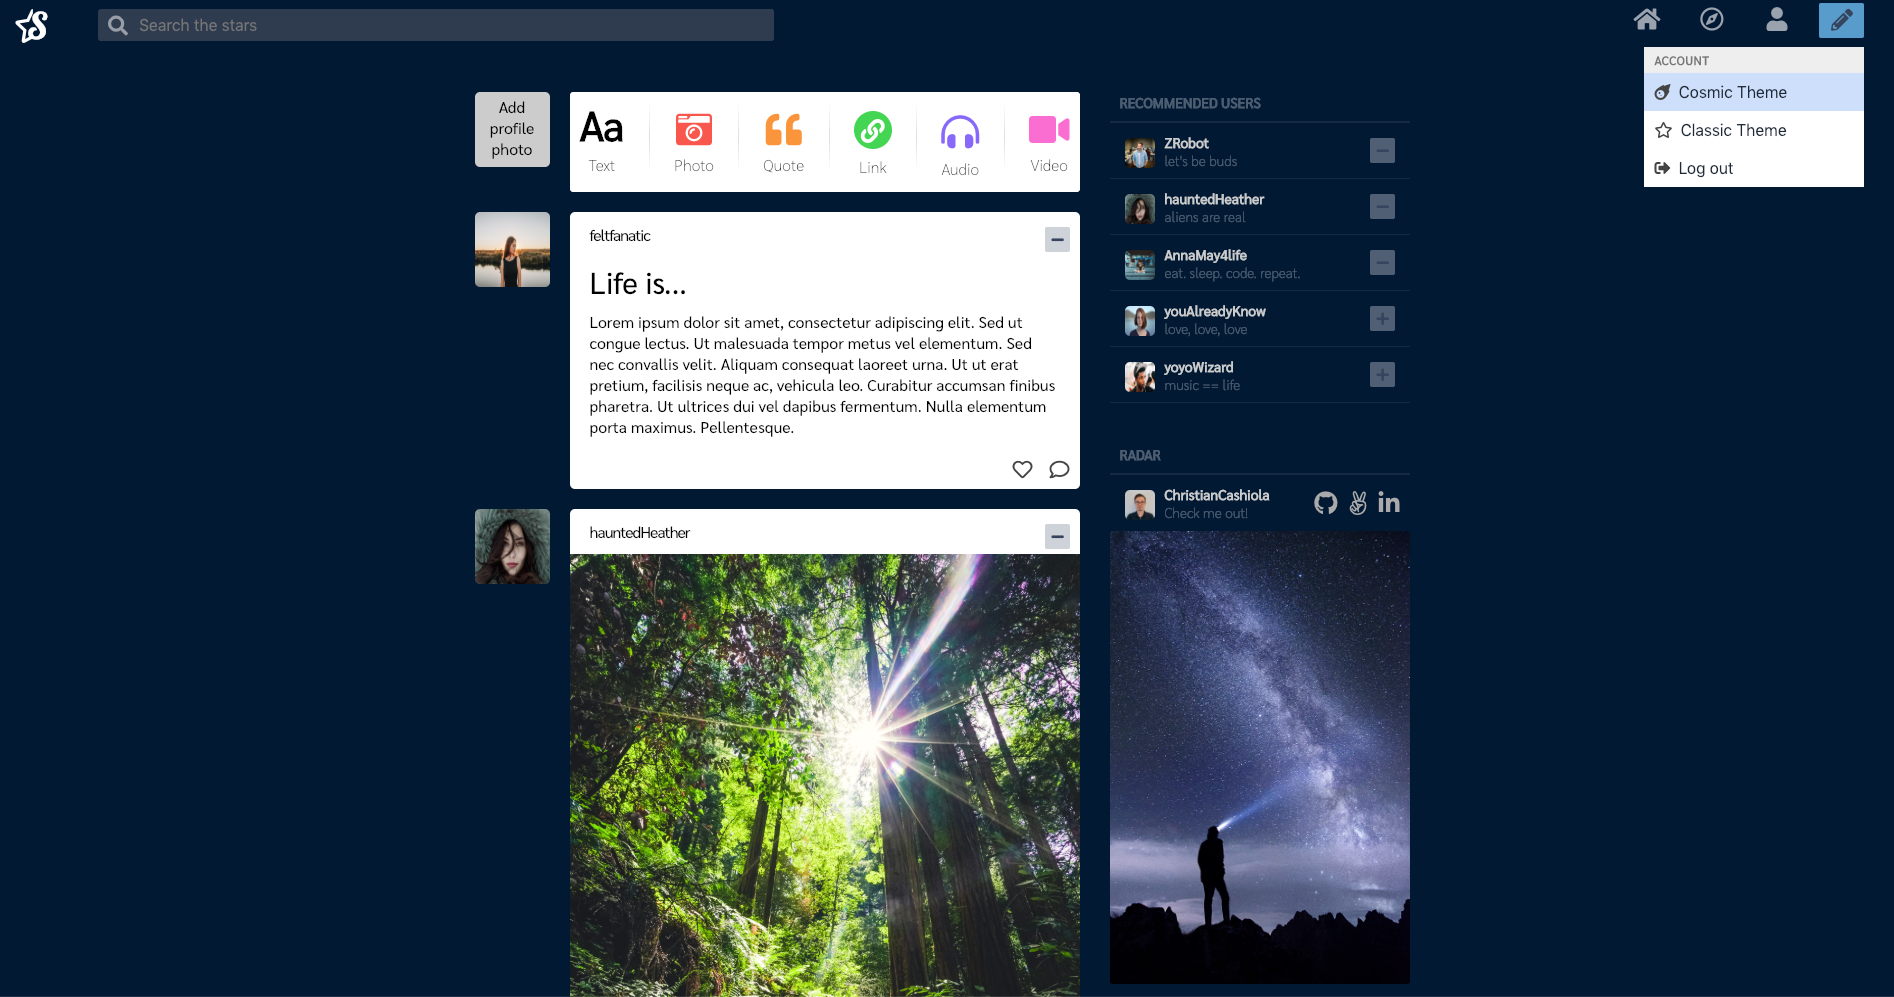 Search the stars
ACCOUNT
Cosmic Theme
Classic Theme
Log out
Add
profile
photo
Aa
Text
Photo
Quote
Link
Audio
Video
feltfanatic
Life is...
Lorem ipsum dolor sit amet, consectetur adipiscing elit. Sed ut
congue lectus. Ut malesuada tempor metus vel elementum. Sed
nec convallis velit. Aliquam consequat laoreet urna. Ut ut erat
pretium, facilisis neque ac, vehicula leo. Curabitur accumsan finibus
pharetra. Ut ultrices dui vel dapibus fermentum. Nulla elementum
porta maximus. Pellentesque.
hauntedHeather
RECOMMENDED USERS
ZRobot
let's be buds
hauntedHeather
aliens are real
AnnaMay4life
eat. sleep. code. repeat.
youAlreadyKnow
love, love, love
yoyoWizard
music == life
RADAR
ChristianCashiola
Check me out!
in